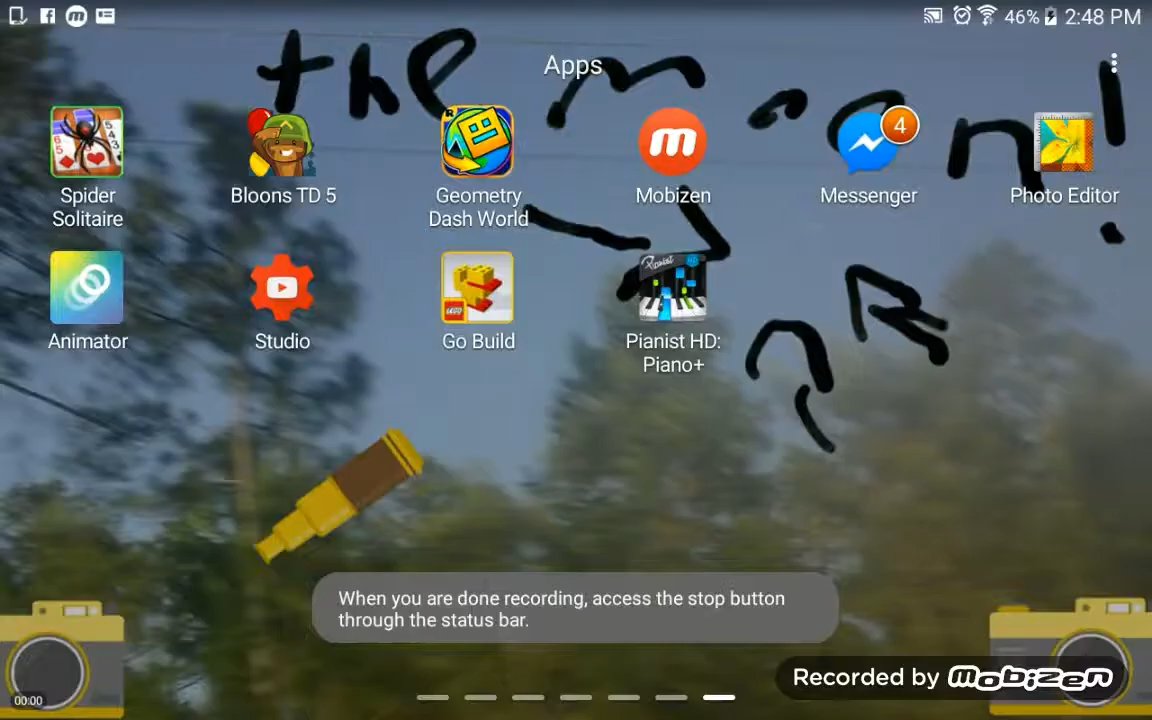 46% 2:48 PM
the moon!
Apps
4
Spider
Solitaire
Bloons TD 5
Geometry
Dash World
Mobizen
Messenger
Photo Editor
Animator
Studio
Go Build
Pianist HD:
Piano+
When you are done recording, access the stop button
through the status bar.
00:00
Recorded by Mobizen